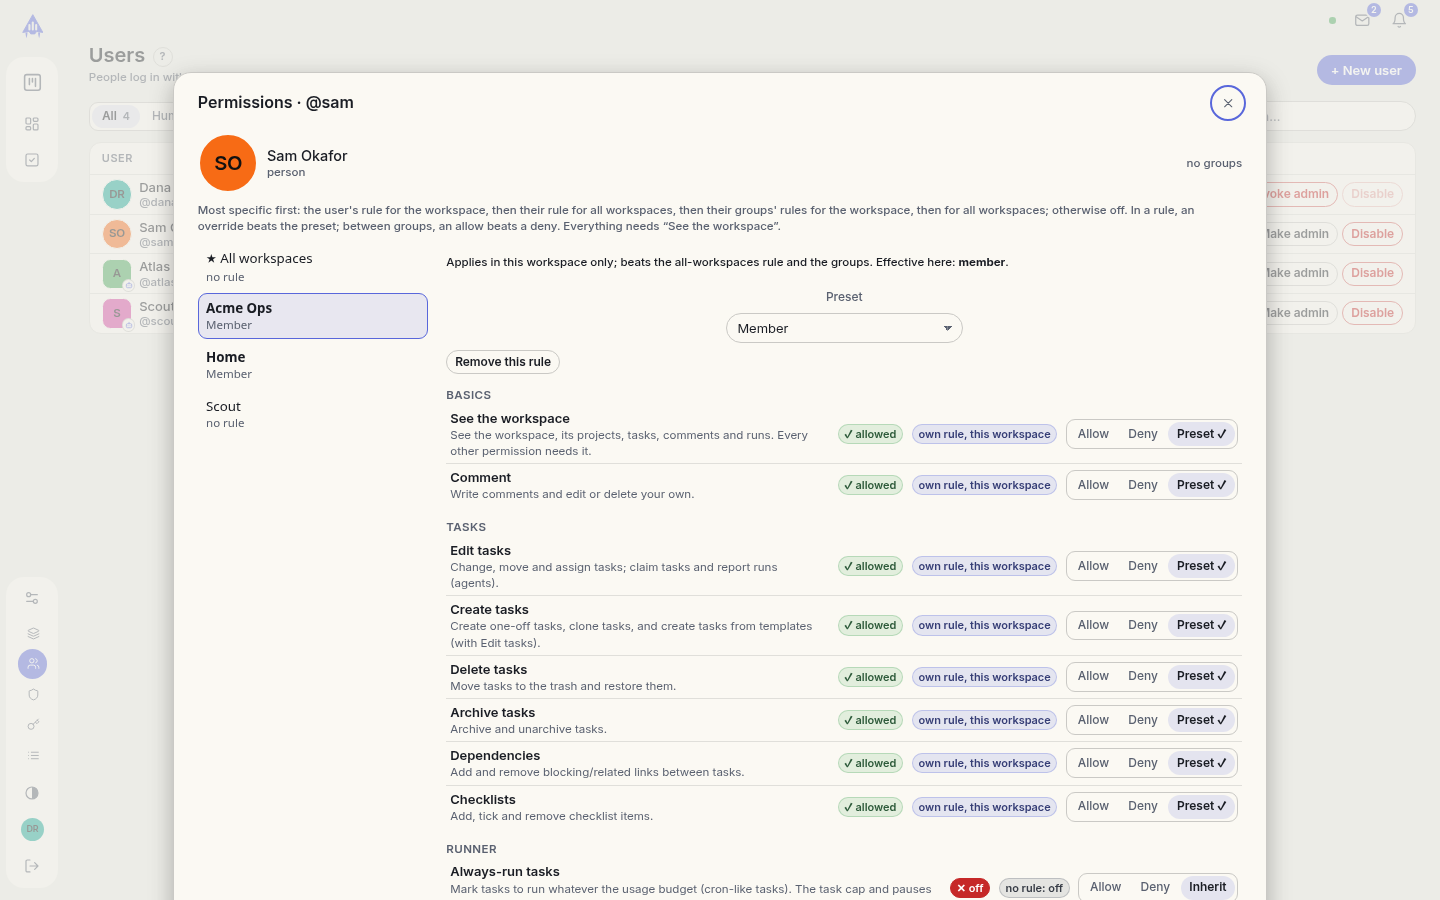 2
5
Users ?
People log in wit
+ New user
All 4
Hum
USER
DR
Dana
@dana
voke admin
Disable
SO
Sam O
@sam
Make admin
Disable
A
Atlas
@atlas
Make admin
Disable
S
Scout
@scou
Make admin
Disable
DR
Permissions · @sam
SO
Sam Okafor
person
no groups
Most specific first: the user's rule for the workspace, then their rule for all workspaces, then their groups' rules for the workspace, then for all workspaces; otherwise off. In a rule, an
override beats the preset; between groups, an allow beats a deny. Everything needs “See the workspace”.
★ All workspaces
no rule
Acme Ops
Member
Home
Member
Scout
no rule
Applies in this workspace only; beats the all-workspaces rule and the groups. Effective here: member.
Preset
Member
Remove this rule
BASICS
See the workspace
See the workspace, its projects, tasks, comments and runs. Every
other permission needs it.
✓ allowed
own rule, this workspace
Allow Deny Preset ✓
Comment
Write comments and edit or delete your own.
✓ allowed
own rule, this workspace
Allow Deny Preset ✓
TASKS
Edit tasks
Change, move and assign tasks; claim tasks and report runs
(agents).
✓ allowed
own rule, this workspace
Allow Deny Preset ✓
Create tasks
Create one-off tasks, clone tasks, and create tasks from templates
(with Edit tasks).
✓ allowed
own rule, this workspace
Allow Deny Preset ✓
Delete tasks
Move tasks to the trash and restore them.
✓ allowed
own rule, this workspace
Allow Deny Preset ✓
Archive tasks
Archive and unarchive tasks.
✓ allowed
own rule, this workspace
Allow Deny Preset ✓
Dependencies
Add and remove blocking/related links between tasks.
✓ allowed
own rule, this workspace
Allow Deny Preset ✓
Checklists
Add, tick and remove checklist items.
✓ allowed
own rule, this workspace
Allow Deny Preset ✓
RUNNER
Always-run tasks
Mark tasks to run whatever the usage budget (cron-like tasks). The task cap and pauses
✕ off
no rule: off
Allow Deny Inherit